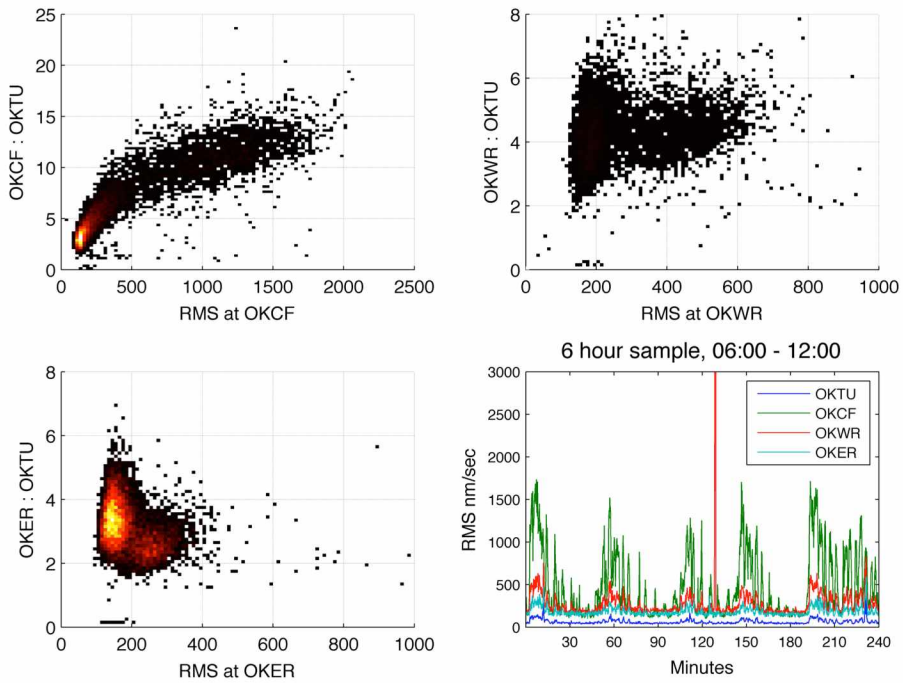 25
20
15
10
5
0
OKCF : OKTU
0 500 1000 1500 2000 2500
RMS at OKCF
8
6
4
2
0
OKWR : OKTU
0 200 400 600 800 1000
RMS at OKWR
8
6
4
2
0
OKER : OKTU
0 200 400 600 800 1000
RMS at OKER
6 hour sample, 06:00 - 12:00
3000
2500
2000
1500
1000
500
0
RMS nm/sec
OKTU
OKCF
OKWR
OKER
30 60 90 120 150 180 210 240
Minutes